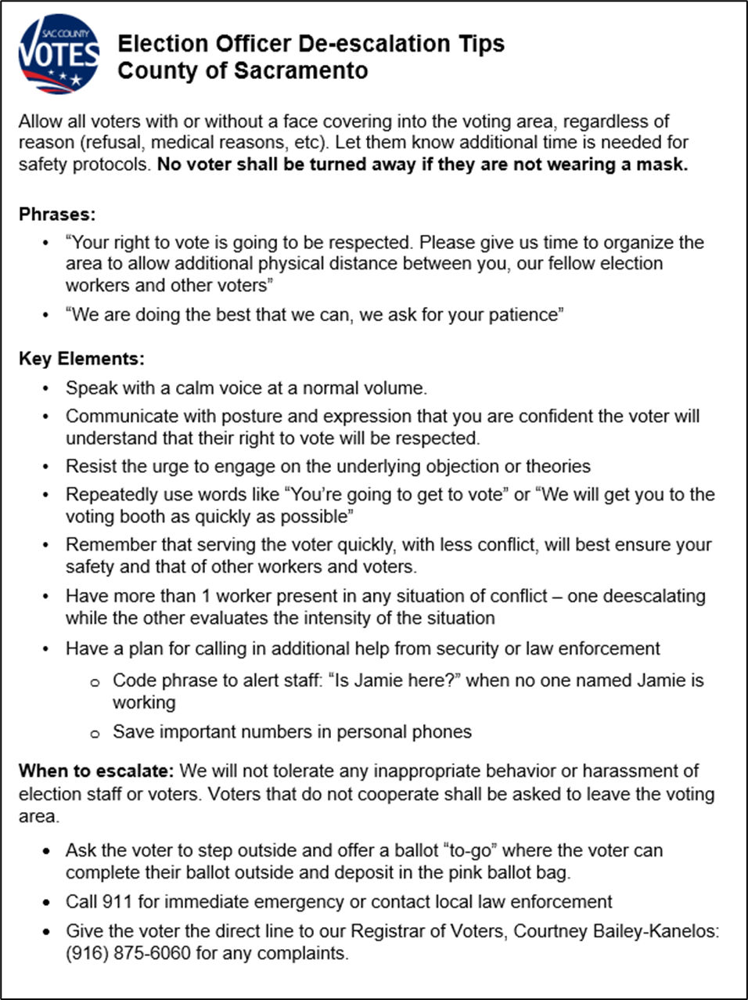 SAC COUNTY
VOTES
Election Officer De-escalation Tips
County of Sacramento
Allow all voters with or without a face covering into the voting area, regardless of
reason (refusal, medical reasons, etc). Let them know additional time is needed for
safety protocols. No voter shall be turned away if they are not wearing a mask.
Phrases:
• “Your right to vote is going to be respected. Please give us time to organize the
area to allow additional physical distance between you, our fellow election
workers and other voters”
• “We are doing the best that we can, we ask for your patience”
Key Elements:
• Speak with a calm voice at a normal volume.
• Communicate with posture and expression that you are confident the voter will
understand that their right to vote will be respected.
• Resist the urge to engage on the underlying objection or theories
• Repeatedly use words like “You’re going to get to vote” or “We will get you to the
voting booth as quickly as possible”
• Remember that serving the voter quickly, with less conflict, will best ensure your
safety and that of other workers and voters.
• Have more than 1 worker present in any situation of conflict – one deescalating
while the other evaluates the intensity of the situation
• Have a plan for calling in additional help from security or law enforcement
o Code phrase to alert staff: “Is Jamie here?” when no one named Jamie is
working
o Save important numbers in personal phones
When to escalate: We will not tolerate any inappropriate behavior or harassment of
election staff or voters. Voters that do not cooperate shall be asked to leave the voting
area.
• Ask the voter to step outside and offer a ballot “to-go” where the voter can
complete their ballot outside and deposit in the pink ballot bag.
• Call 911 for immediate emergency or contact local law enforcement
• Give the voter the direct line to our Registrar of Voters, Courtney Bailey-Kanelos:
(916) 875-6060 for any complaints.